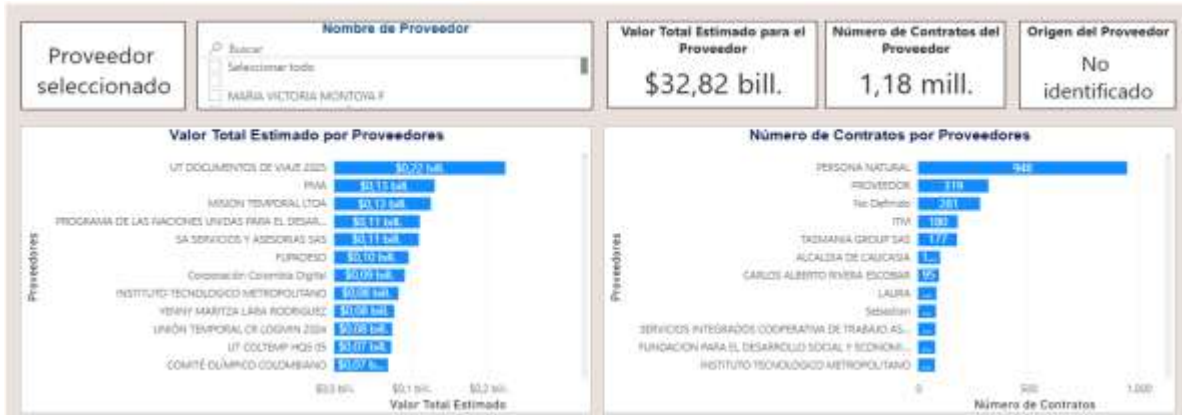 Proveedor
seleccionado
Nombre de Proveedor
Buscar
Seleccionar todo
MARIA VICTORIA MONTOYA F
Valor Total Estimado para el
Proveedor
$32,82 bill.
Número de Contratos del
Proveedor
1,18 mill.
Origen del Proveedor
No
identificado
Valor Total Estimado por Proveedores
Proveedores
UT DOCUMENTOS DE VIAJE 2025 $0,22 bill.
PMA $0,13 bill.
MISION TEMPORAL LTDA $0,13 bill.
PROGRAMA DE LAS NACIONES UNIDAS PARA EL DESAR... $0,11 bill.
SA SERVICIOS Y ASESORIAS SAS $0,11 bill.
FUPADESO $0,10 bill.
Corporación Colombia Digital $0,09 bill.
INSTITUTO TECNOLOGICO METROPOLITANO $0,08 bill.
YENNY MARITZA LARA RODRIGUEZ $0,08 bill.
UNIÓN TEMPORAL CR LOGMIN 2024 $0,08 bill.
UT COLTEMP HQS 05 $0,07 bill.
COMITÉ OLÍMPICO COLOMBIANO $0,07 b...
$0,0 bill. $0,1 bill. $0,2 bill.
Valor Total Estimado
Número de Contratos por Proveedores
Proveedores
PERSONA NATURAL 948
PROVEEDOR 319
No Definido 281
ITM 180
TASMANIA GROUP SAS 177
ALCALDIA DE CAUCASIA 1...
CARLOS ALBERTO RIVERA ESCOBAR 95
LAURA ...
Sebastian ...
SERVICIOS INTEGRADOS COOPERATIVA DE TRABAJO AS... ...
FUNDACION PARA EL DESARROLLO SOCIAL Y ECONOMI... ...
INSTITUTO TECNOLOGICO METROPOLITANO ...
0 500 1.000
Número de Contratos